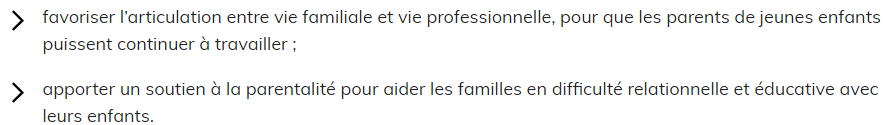 favoriser l'articulation entre vie familiale et vie professionnelle, pour que les parents de jeunes enfants
puissent continuer à travailler ;
apporter un soutien à la parentalité pour aider les familles en difficulté relationnelle et éducative avec
leurs enfants.